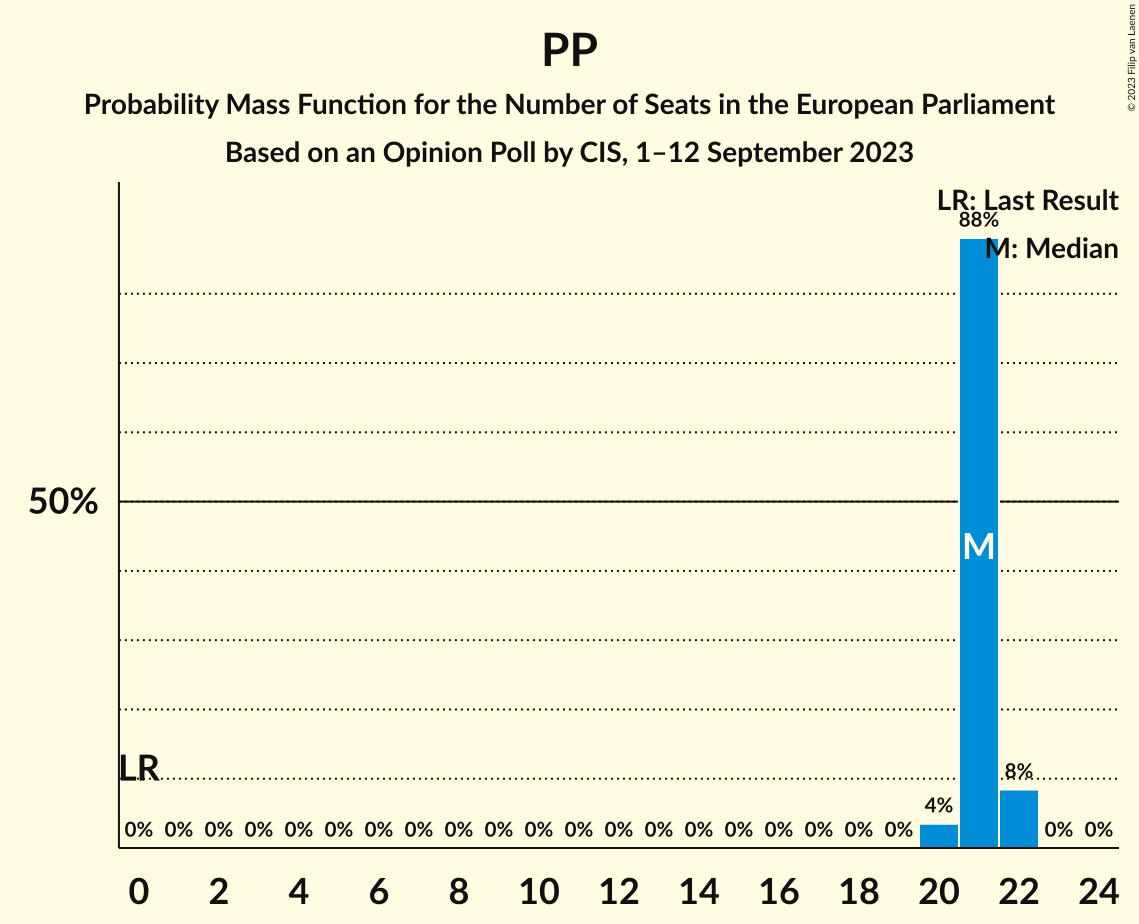 PP
Probability Mass Function for the Number of Seats in the European Parliament
Based on an Opinion Poll by CIS, 1–12 September 2023
© 2023 Filip van Laenen
LR: Last Result
M: Median
88%
50%
M
LR
8%
4%
0% 0% 0% 0% 0% 0% 0% 0% 0% 0% 0% 0% 0% 0% 0% 0% 0% 0% 0% 0% 0% 0%
0 2 4 6 8 10 12 14 16 18 20 22 24